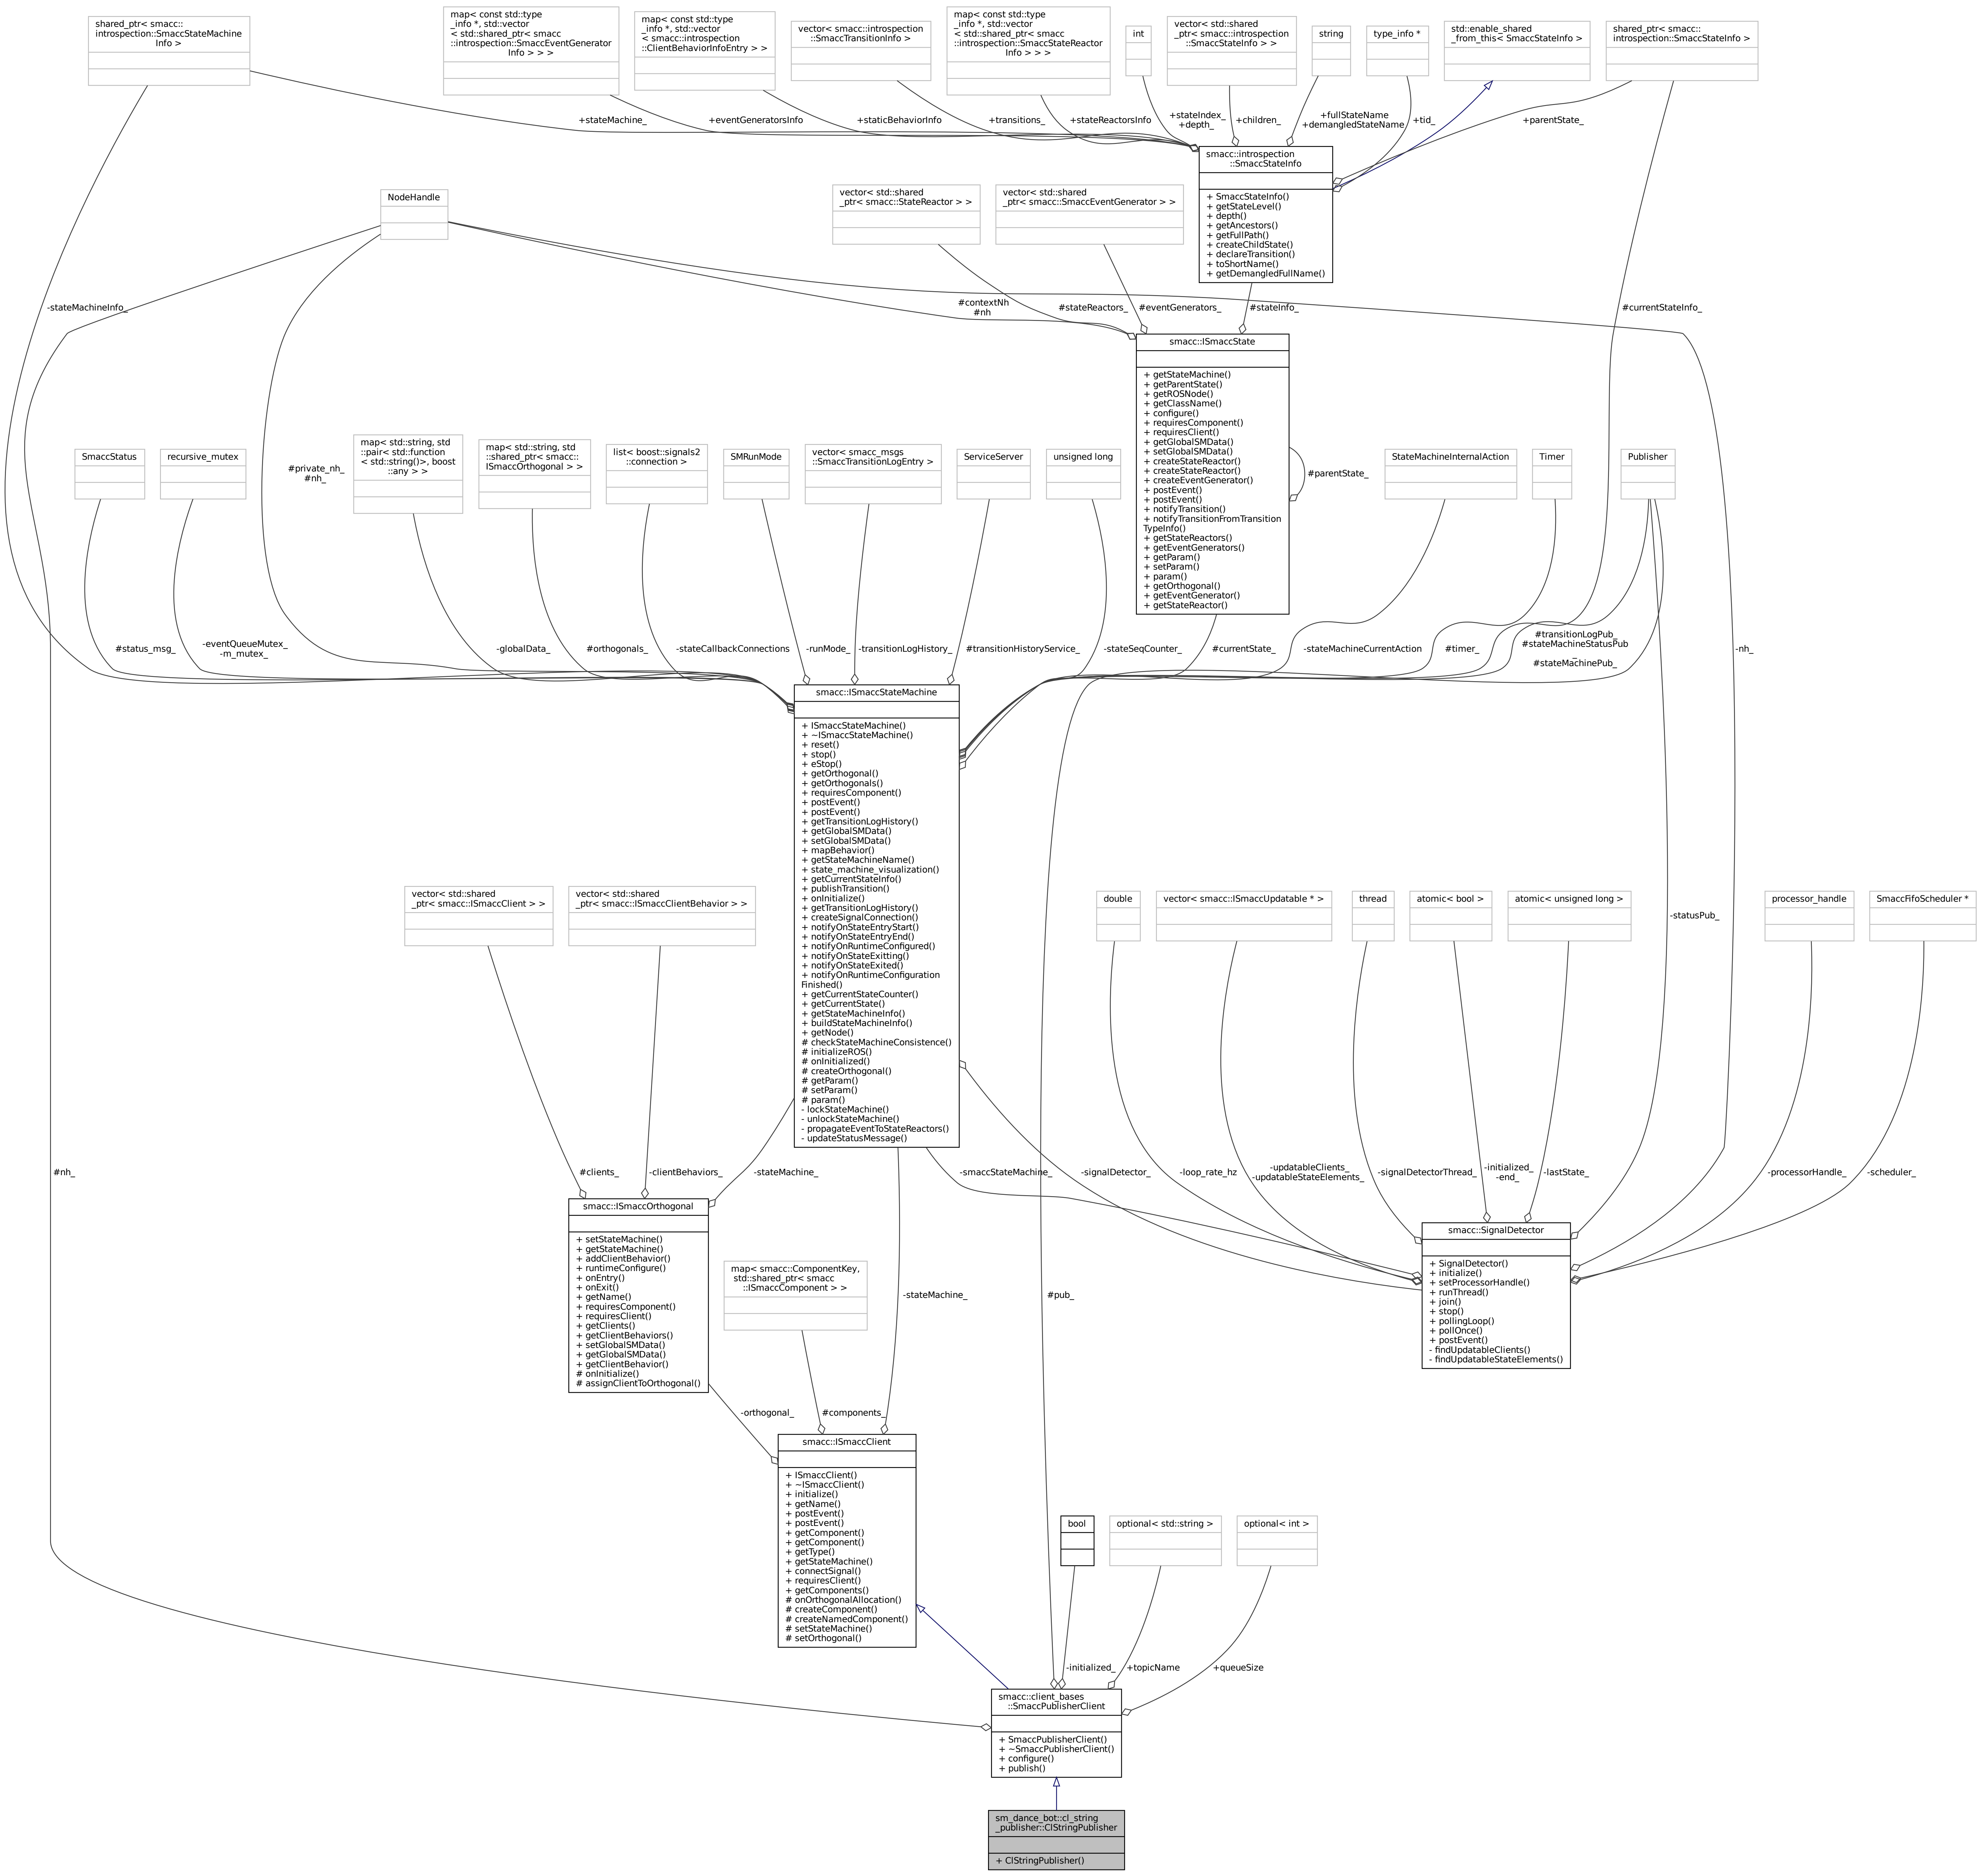 shared_ptr< smacc::
introspection::SmaccStateMachine
Info >
map< const std::type
_info *, std::vector
< std::shared_ptr< smacc
::introspection::SmaccEventGenerator
Info > > >
map< const std::type
_info *, std::vector
< smacc::introspection
::ClientBehaviorInfoEntry > >
vector< smacc::introspection
::SmaccTransitionInfo >
map< const std::type
_info *, std::vector
< std::shared_ptr< smacc
::introspection::SmaccStateReactor
Info > > >
int
vector< std::shared
_ptr< smacc::introspection
::SmaccStateInfo > >
string
type_info *
std::enable_shared
_from_this< SmaccStateInfo >
shared_ptr< smacc::
introspection::SmaccStateInfo >
+stateMachine_
+eventGeneratorsInfo
+staticBehaviorInfo
+transitions_
+stateReactorsInfo
+stateIndex_
+depth_
+children_
+fullStateName
+demangledStateName
+tid_
+parentState_
smacc::introspection
::SmaccStateInfo
+ SmaccStateInfo()
+ getStateLevel()
+ depth()
+ getAncestors()
+ getFullPath()
+ createChildState()
+ declareTransition()
+ toShortName()
+ getDemangledFullName()
NodeHandle
vector< std::shared
_ptr< smacc::StateReactor > >
vector< std::shared
_ptr< smacc::SmaccEventGenerator > >
-stateMachineInfo_
#contextNh
#nh
#stateReactors_
#eventGenerators_
#stateInfo_
#currentStateInfo_
smacc::ISmaccState
+ getStateMachine()
+ getParentState()
+ getROSNode()
+ getClassName()
+ configure()
+ requiresComponent()
+ requiresClient()
+ getGlobalSMData()
+ setGlobalSMData()
+ createStateReactor()
+ createStateReactor()
+ createEventGenerator()
+ postEvent()
+ postEvent()
+ notifyTransition()
+ notifyTransitionFromTransition
TypeInfo()
+ getStateReactors()
+ getEventGenerators()
+ getParam()
+ setParam()
+ param()
+ getOrthogonal()
+ getEventGenerator()
+ getStateReactor()
#parentState_
SmaccStatus
recursive_mutex
#private_nh_
#nh_
map< std::string, std
::pair< std::function
< std::string()>, boost
::any > >
map< std::string, std
::shared_ptr< smacc::
ISmaccOrthogonal > >
list< boost::signals2
::connection >
SMRunMode
vector< smacc_msgs
::SmaccTransitionLogEntry >
ServiceServer
unsigned long
StateMachineInternalAction
Timer
Publisher
#status_msg_
-eventQueueMutex_
-m_mutex_
-globalData_
#orthogonals_
-stateCallbackConnections
-runMode_
-transitionLogHistory_
#transitionHistoryService_
-stateSeqCounter_
#currentState_
-stateMachineCurrentAction
#timer_
#transitionLogPub_
#stateMachineStatusPub
_
#stateMachinePub_
-nh_
smacc::ISmaccStateMachine
+ ISmaccStateMachine()
+ ~ISmaccStateMachine()
+ reset()
+ stop()
+ eStop()
+ getOrthogonal()
+ getOrthogonals()
+ requiresComponent()
+ postEvent()
+ postEvent()
+ getTransitionLogHistory()
+ getGlobalSMData()
+ setGlobalSMData()
+ mapBehavior()
+ getStateMachineName()
+ state_machine_visualization()
+ getCurrentStateInfo()
+ publishTransition()
+ onInitialize()
+ getTransitionLogHistory()
+ createSignalConnection()
+ notifyOnStateEntryStart()
+ notifyOnStateEntryEnd()
+ notifyOnRuntimeConfigured()
+ notifyOnStateExitting()
+ notifyOnStateExited()
+ notifyOnRuntimeConfiguration
Finished()
+ getCurrentStateCounter()
+ getCurrentState()
+ getStateMachineInfo()
+ buildStateMachineInfo()
+ getNode()
# checkStateMachineConsistence()
# initializeROS()
# onInitialized()
# createOrthogonal()
# getParam()
# setParam()
# param()
- lockStateMachine()
- unlockStateMachine()
- propagateEventToStateReactors()
- updateStatusMessage()
vector< std::shared
_ptr< smacc::ISmaccClient > >
vector< std::shared
_ptr< smacc::ISmaccClientBehavior > >
double
vector< smacc::ISmaccUpdatable * >
thread
atomic< bool >
atomic< unsigned long >
-statusPub_
processor_handle
SmaccFifoScheduler *
#nh_
#clients_
-clientBehaviors_
-stateMachine_
-smaccStateMachine_
-signalDetector_
-loop_rate_hz
-updatableClients_
-updatableStateElements_
-signalDetectorThread_
-initialized_
-end_
-lastState_
-processorHandle_
-scheduler_
smacc::ISmaccOrthogonal
+ setStateMachine()
+ getStateMachine()
+ addClientBehavior()
+ runtimeConfigure()
+ onEntry()
+ onExit()
+ getName()
+ requiresComponent()
+ requiresClient()
+ getClients()
+ getClientBehaviors()
+ setGlobalSMData()
+ getGlobalSMData()
+ getClientBehavior()
# onInitialize()
# assignClientToOrthogonal()
smacc::SignalDetector
+ SignalDetector()
+ initialize()
+ setProcessorHandle()
+ runThread()
+ join()
+ stop()
+ pollingLoop()
+ pollOnce()
+ postEvent()
- findUpdatableClients()
- findUpdatableStateElements()
map< smacc::ComponentKey,
std::shared_ptr< smacc
::ISmaccComponent > >
-stateMachine_
#pub_
-orthogonal_
#components_
smacc::ISmaccClient
+ ISmaccClient()
+ ~ISmaccClient()
+ initialize()
+ getName()
+ postEvent()
+ postEvent()
+ getComponent()
+ getComponent()
+ getType()
+ getStateMachine()
+ connectSignal()
+ requiresClient()
+ getComponents()
# onOrthogonalAllocation()
# createComponent()
# createNamedComponent()
# setStateMachine()
# setOrthogonal()
bool
optional< std::string >
optional< int >
-initialized_
+topicName
+queueSize
smacc::client_bases
::SmaccPublisherClient
+ SmaccPublisherClient()
+ ~SmaccPublisherClient()
+ configure()
+ publish()
sm_dance_bot::cl_string
_publisher::ClStringPublisher
+ ClStringPublisher()